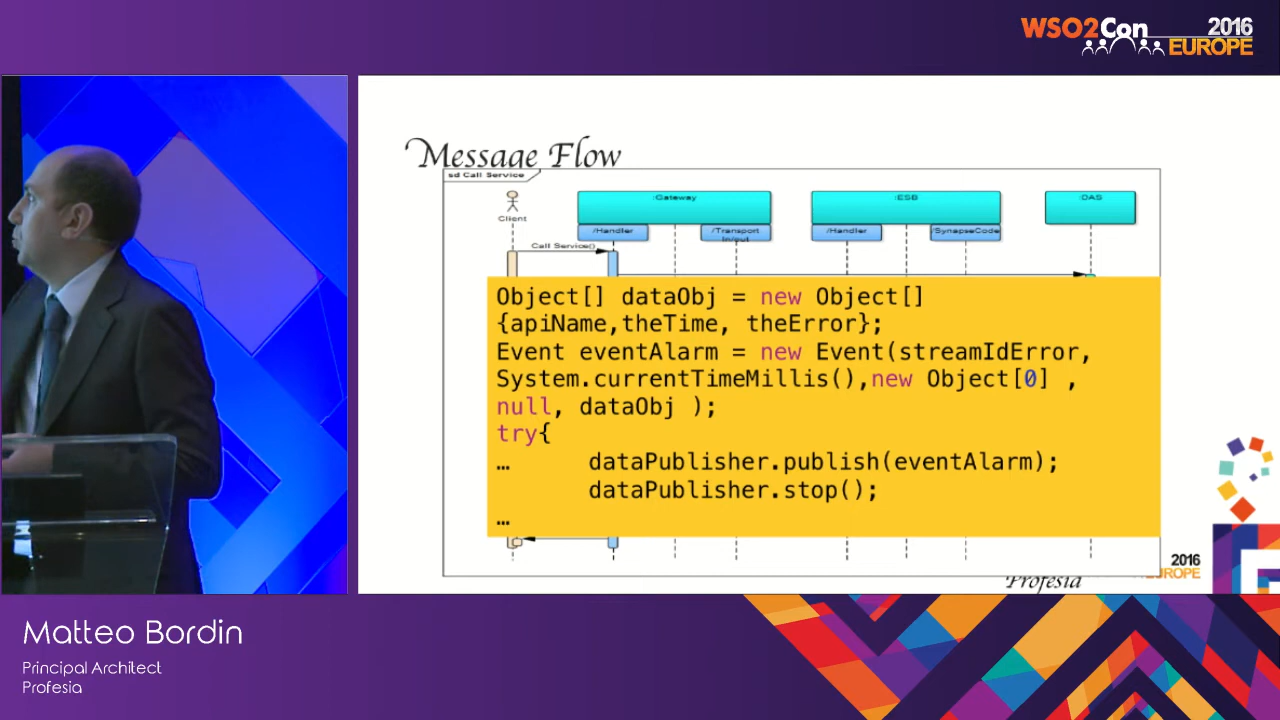 WSO2Con 2016
EUROPE
Message Flow
sd Call Service
Client
:Gateway
:ESB
:DAS
/Handler
/Transport
In/out
/Handler
/SynapseCode
Call Service()
Object[] dataObj = new Object[]
{apiName,theTime, theError};
Event eventAlarm = new Event(streamIdError,
System.currentTimeMillis(),new Object[0] ,
null, dataObj );
try{
… dataPublisher.publish(eventAlarm);
dataPublisher.stop();
…
2016
EUROPE
Profesia
Matteo Bordin
Principal Architect
Profesia